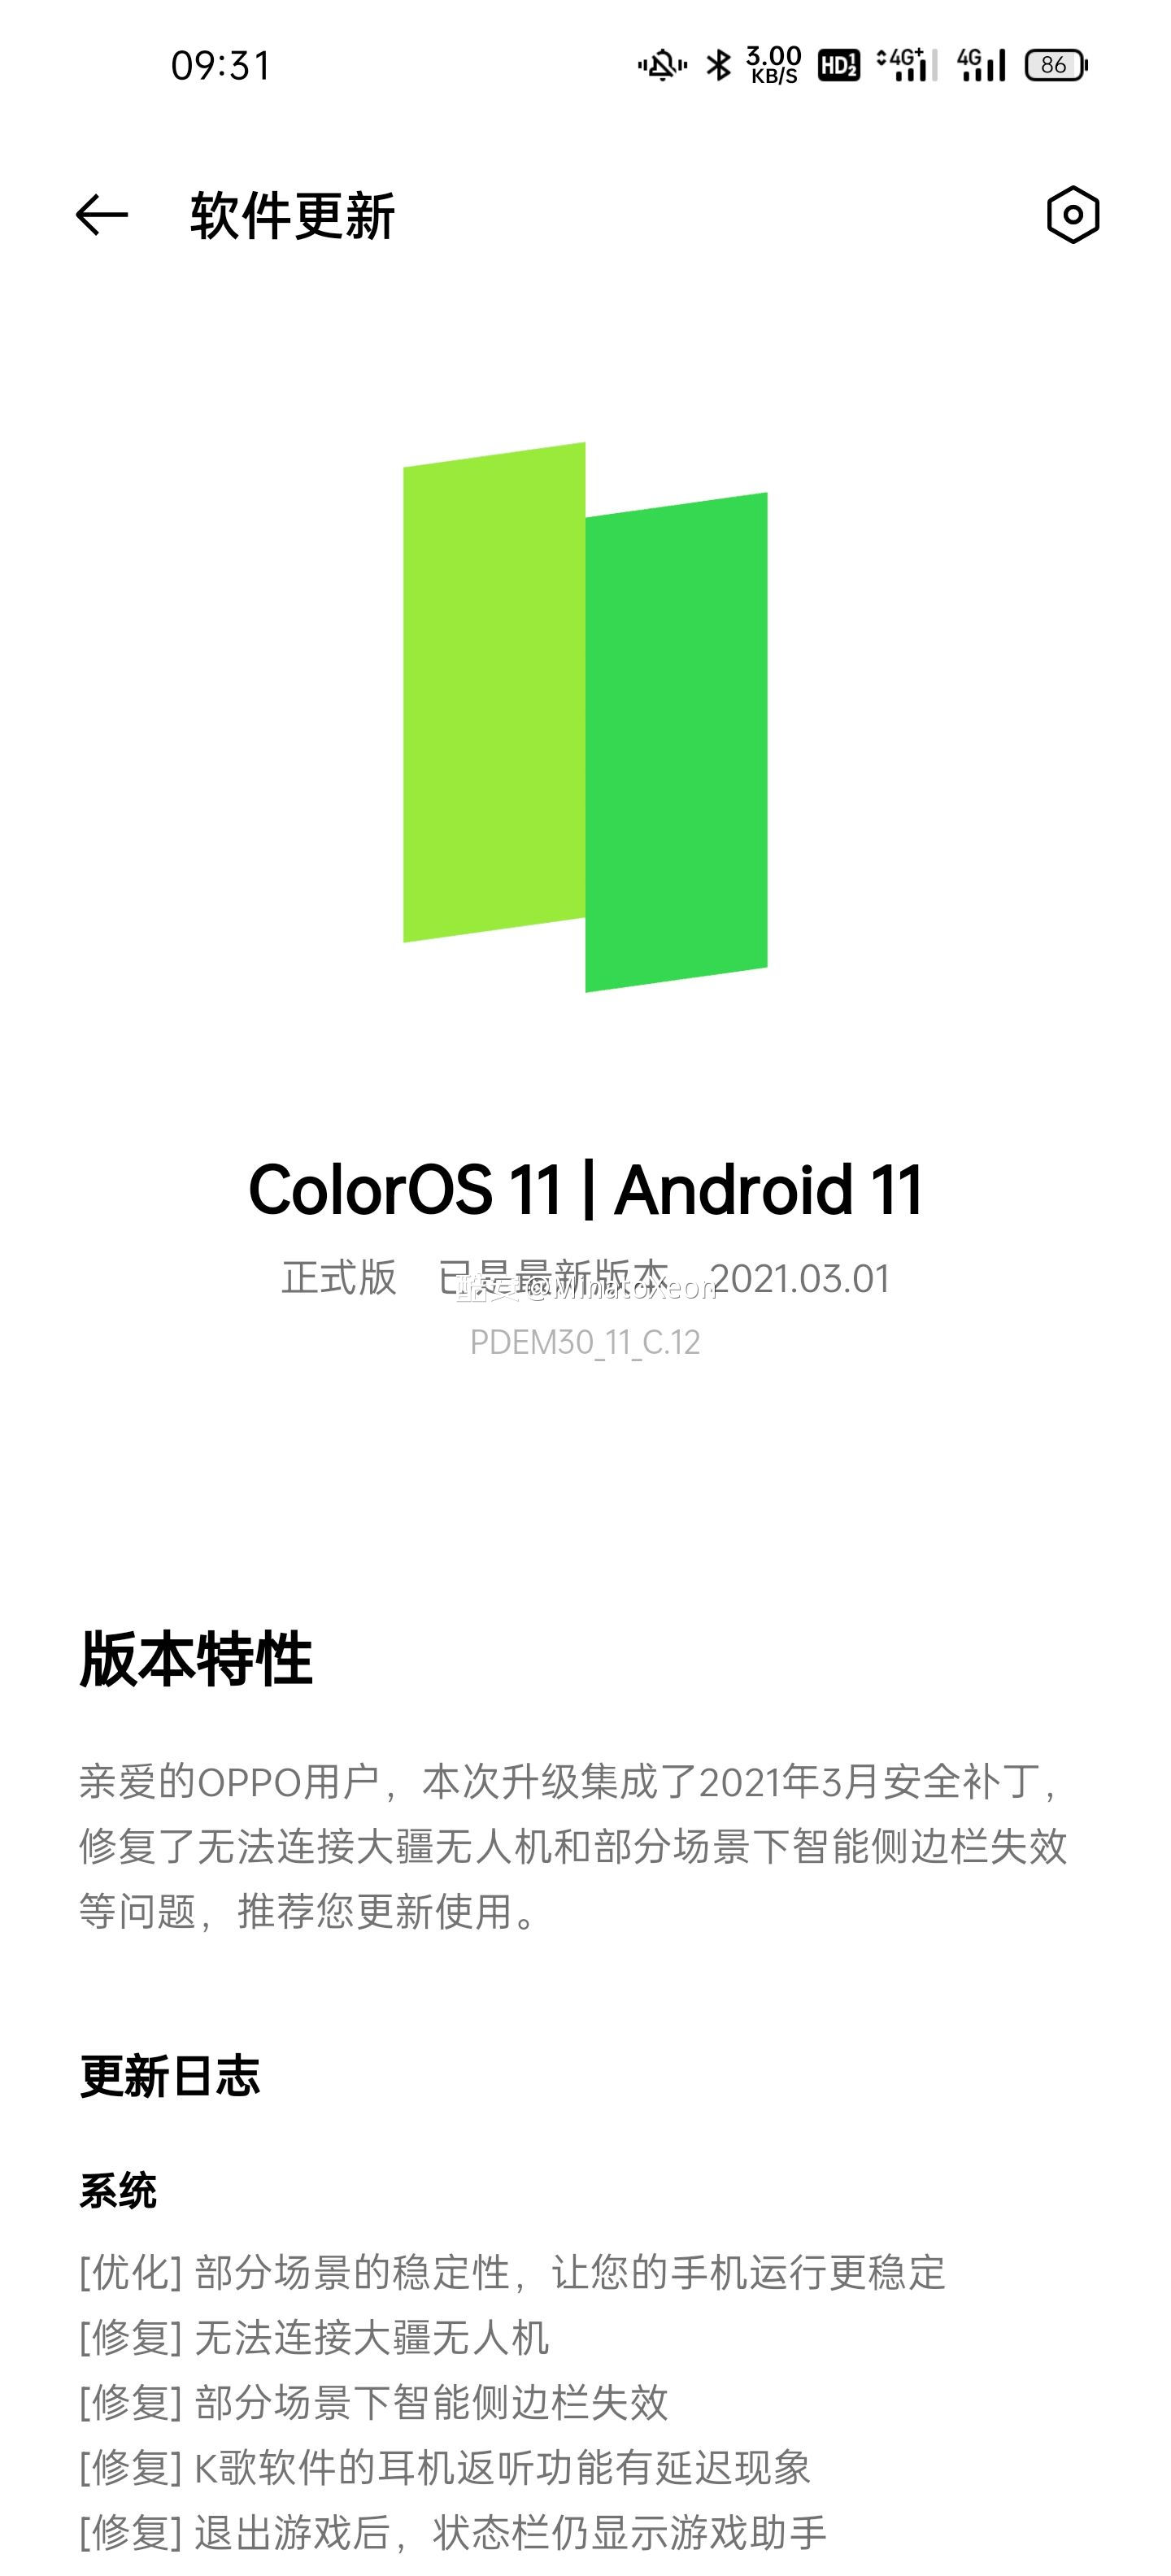 09:31
3.00
KB/S
HD 1 2
4G+
4G
86
软件更新
ColorOS 11 | Android 11
正式版 已是最新版本 2021.03.01
酷安 @MinatoXeon
PDEM30_11_C.12
版本特性
亲爱的OPPO用户，本次升级集成了2021年3月安全补丁，
修复了无法连接大疆无人机和部分场景下智能侧边栏失效
等问题，推荐您更新使用。
更新日志
系统
[优化] 部分场景的稳定性，让您的手机运行更稳定
[修复] 无法连接大疆无人机
[修复] 部分场景下智能侧边栏失效
[修复] K歌软件的耳机返听功能有延迟现象
[修复] 退出游戏后，状态栏仍显示游戏助手